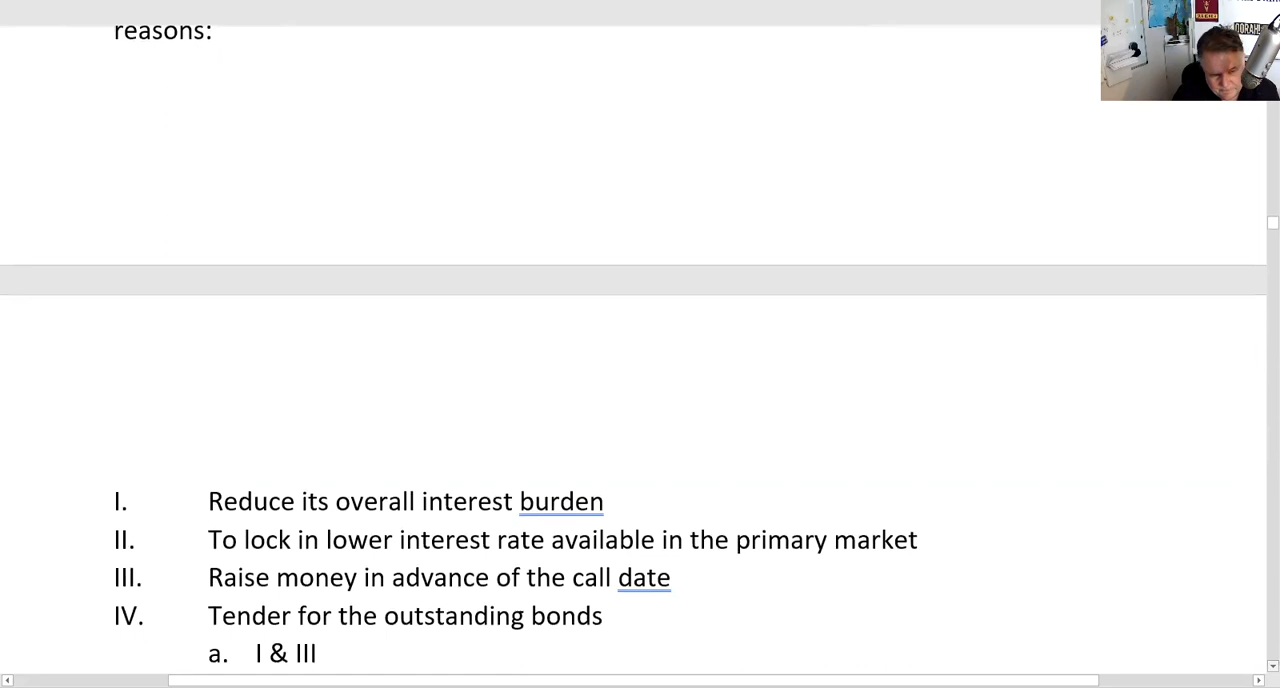 reasons:
OORAH!
I. Reduce its overall interest burden
II. To lock in lower interest rate available in the primary market
III. Raise money in advance of the call date
IV. Tender for the outstanding bonds
a. I & III